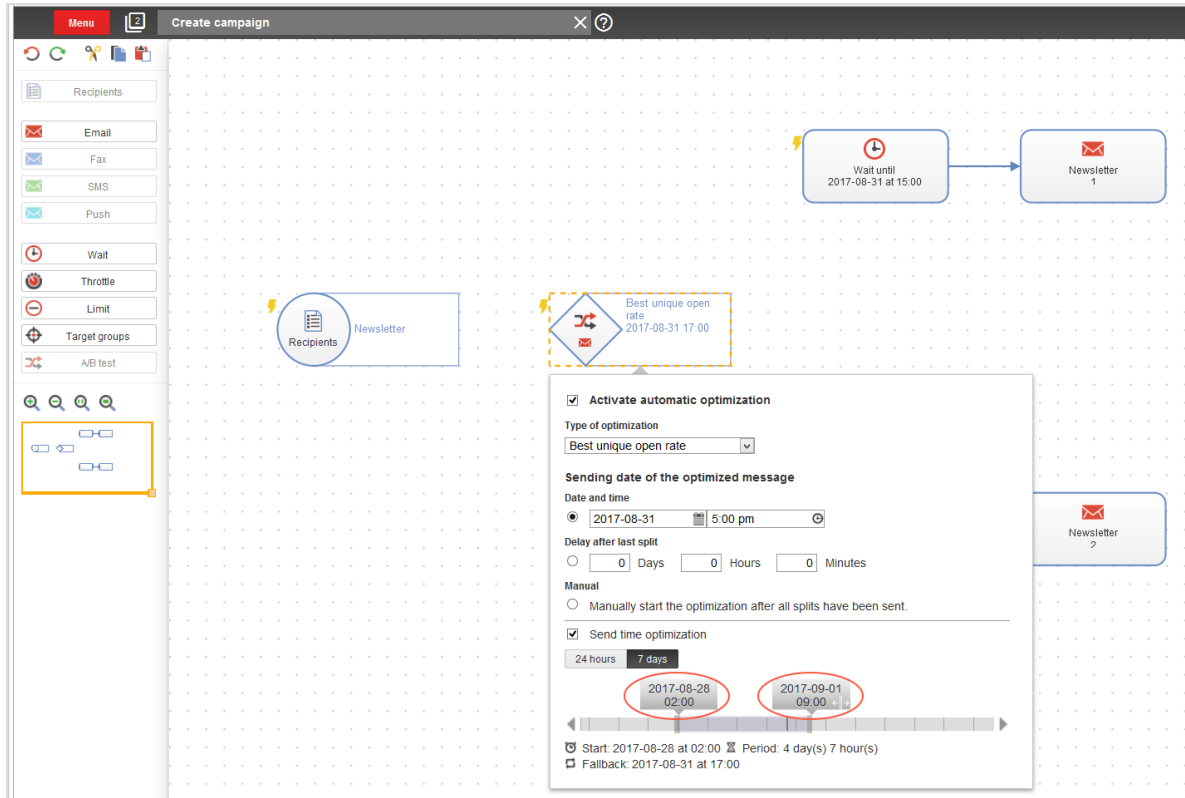 Menu
2
Create campaign
Recipients
Email
Fax
SMS
Push
Wait
Throttle
Limit
Target groups
A/B test
Wait until
2017-08-31 at 15:00
Newsletter
1
Recipients
Newsletter
Best unique open
rate
2017-08-31 17:00
Activate automatic optimization
Type of optimization
Best unique open rate
Sending date of the optimized message
Date and time
2017-08-31 5:00 pm
Delay after last split
0 Days 0 Hours 0 Minutes
Manual
Manually start the optimization after all splits have been sent.
Send time optimization
24 hours 7 days
2017-08-28
02:00
2017-09-01
09:00
Start: 2017-08-28 at 02:00 Period: 4 day(s) 7 hour(s)
Fallback: 2017-08-31 at 17:00
Newsletter
2